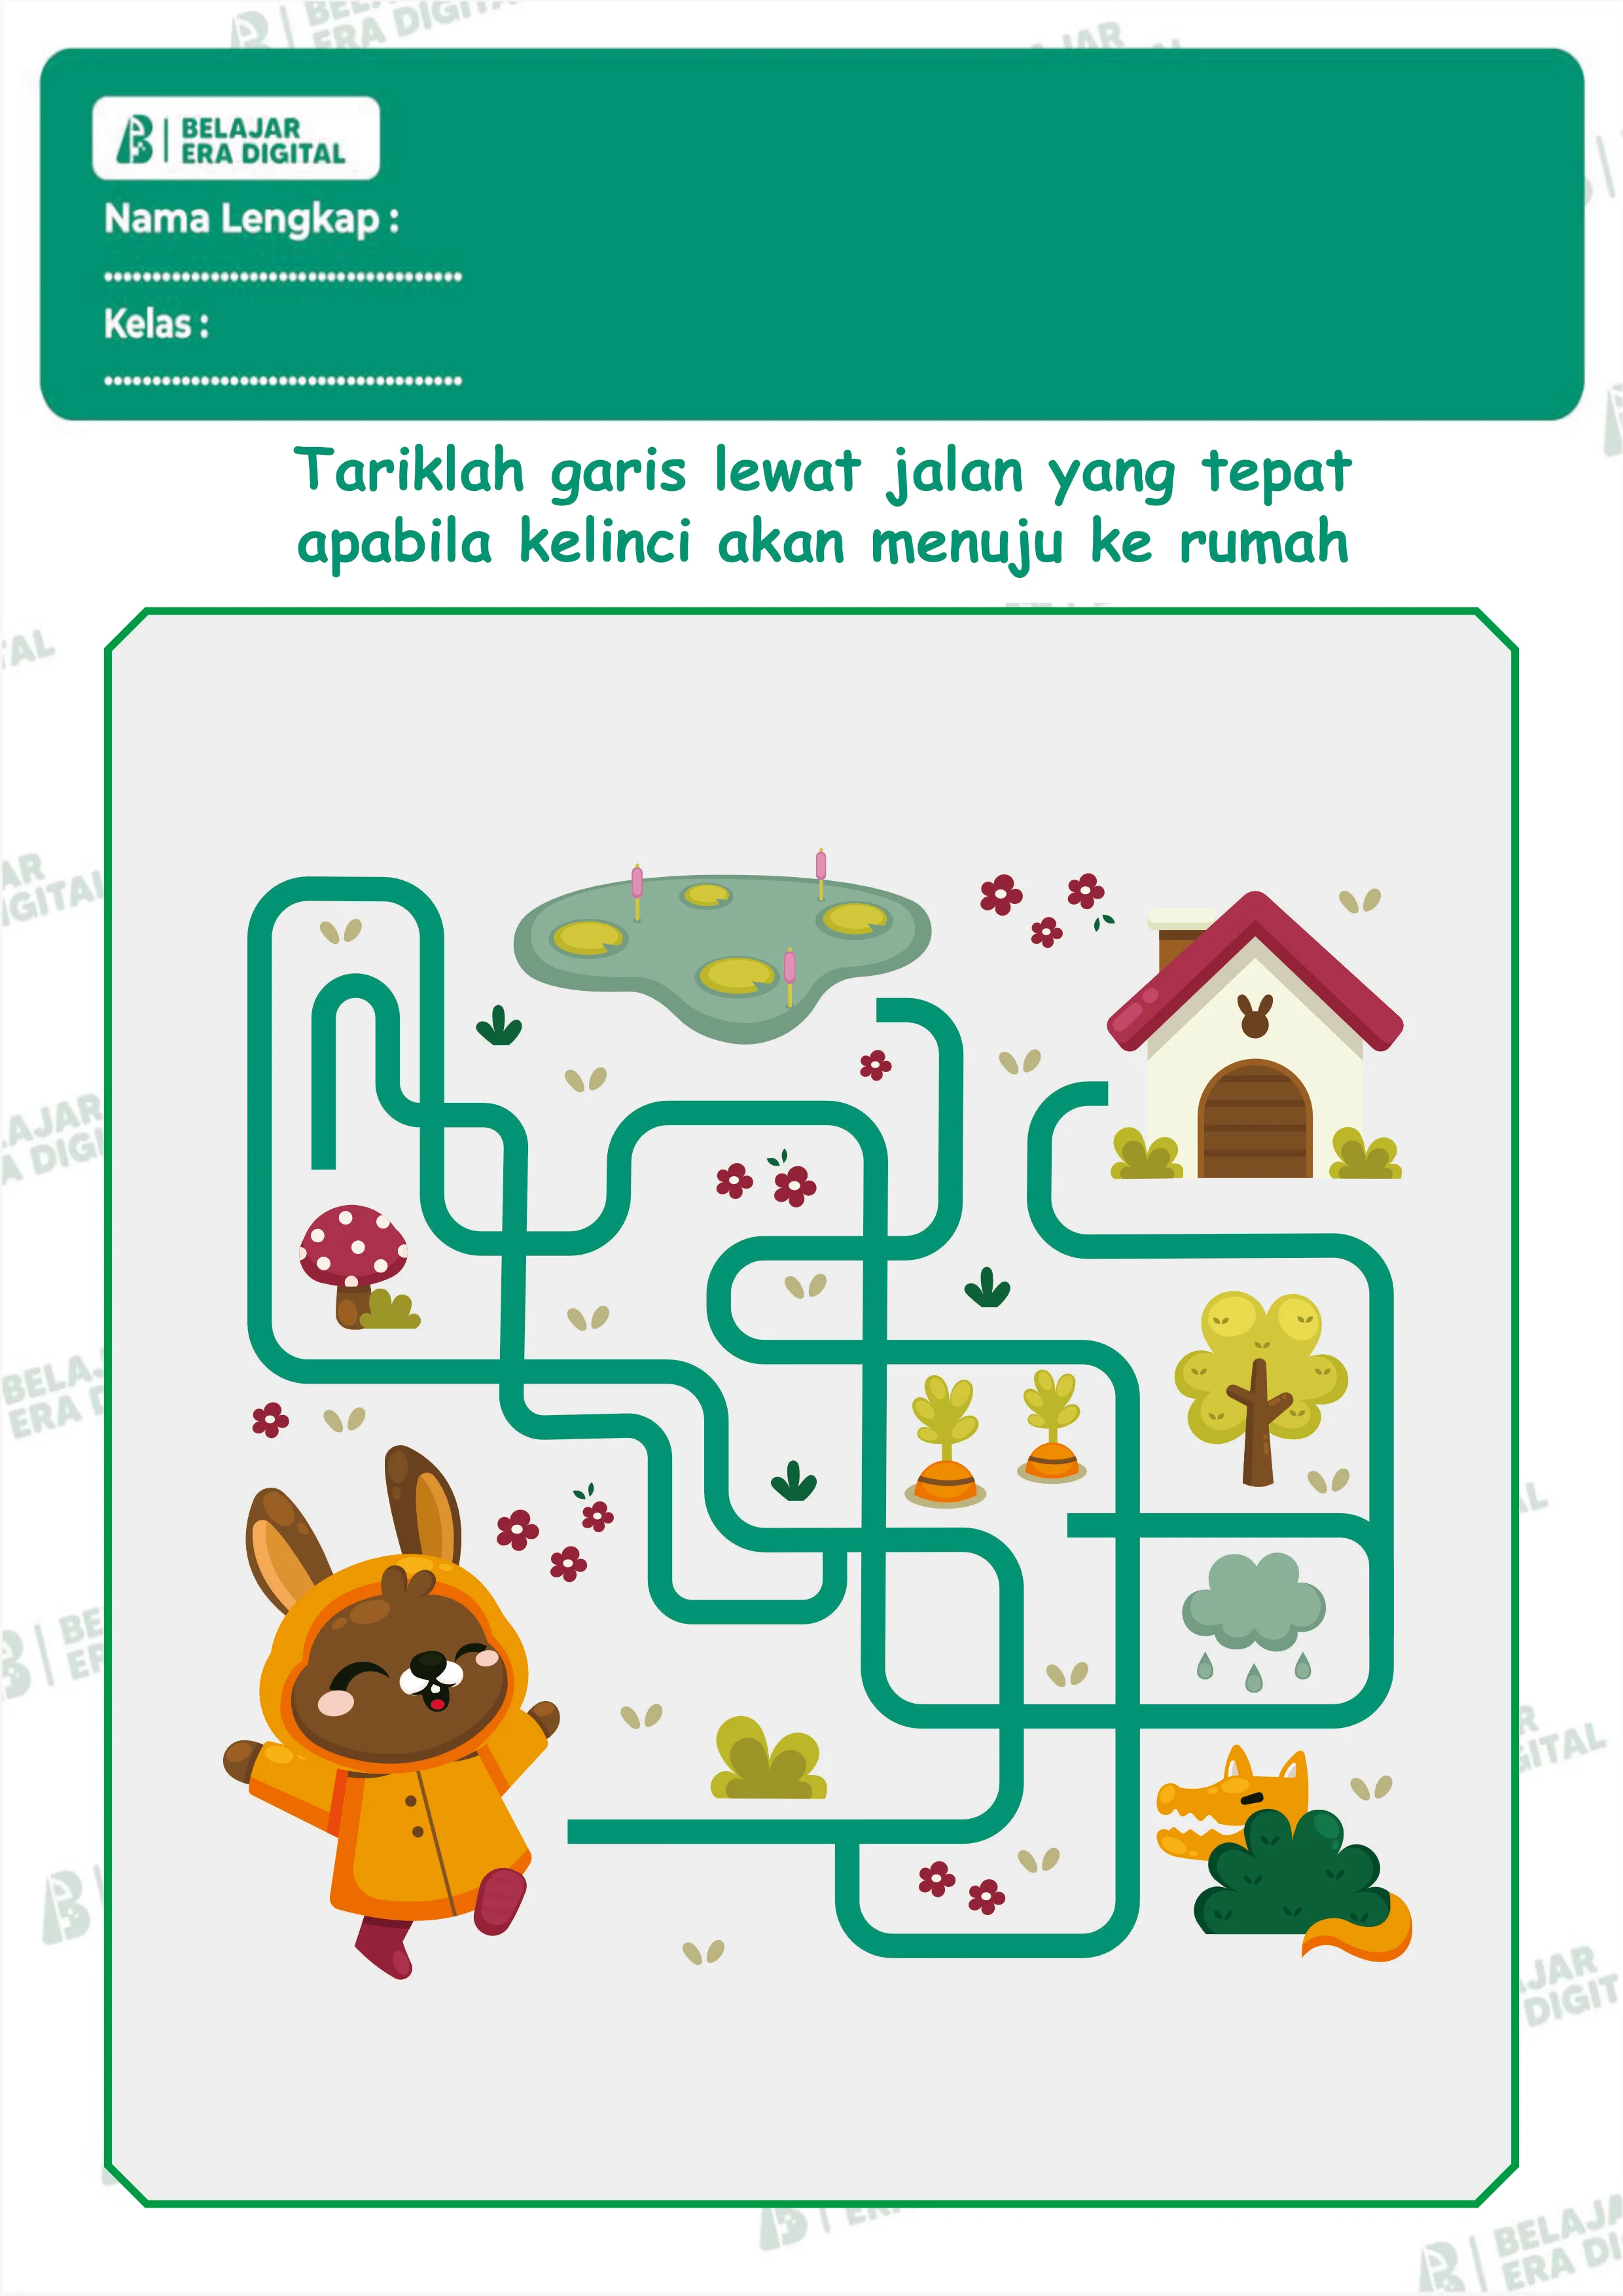 BELAJAR
ERA DIGITAL
Nama Lengkap :
Kelas :
Tariklah garis lewat jalan yang tepat
apabila kelinci akan menuju ke rumah